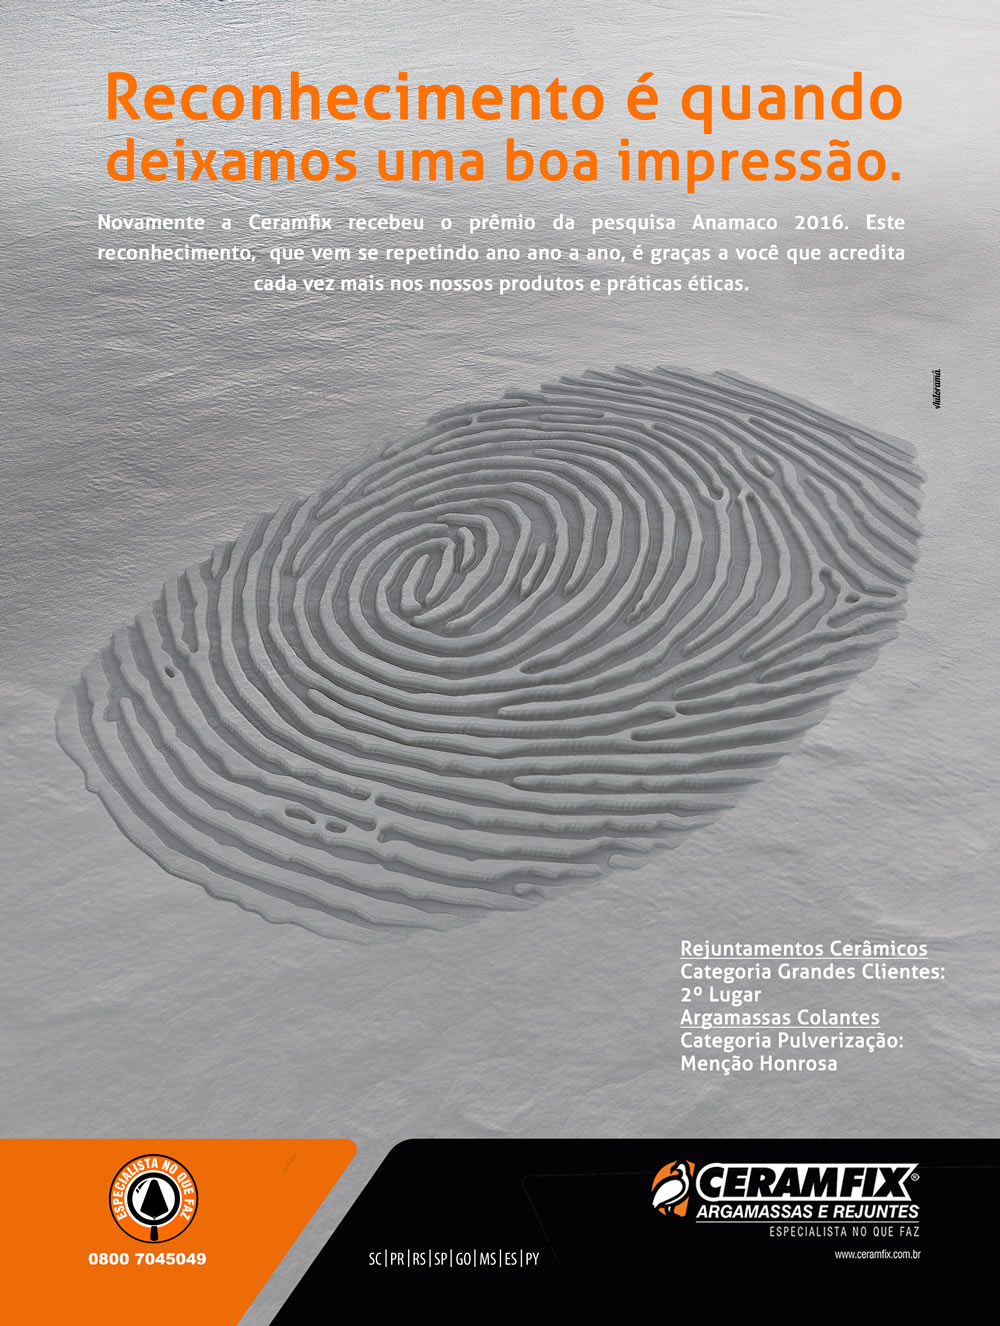 Reconhecimento é quando
deixamos uma boa impressão.
Novamente a Ceramfix recebeu o prêmio da pesquisa Anamaco 2016. Este
reconhecimento, que vem se repetindo ano ano a ano, é graças a você que acredita
cada vez mais nos nossos produtos e práticas éticas.
Autoramã
Rejuntamentos Cerâmicos
Categoria Grandes Clientes:
2º Lugar
Argamassas Colantes
Categoria Pulverização:
Menção Honrosa
ESPECIALISTA NO QUE FAZ
0800 7045049
SC|PR|RS|SP|GO|MS|ES|PY
CERAMFIX®
ARGAMASSAS E REJUNTES
ESPECIALISTA NO QUE FAZ
www.ceramfix.com.br